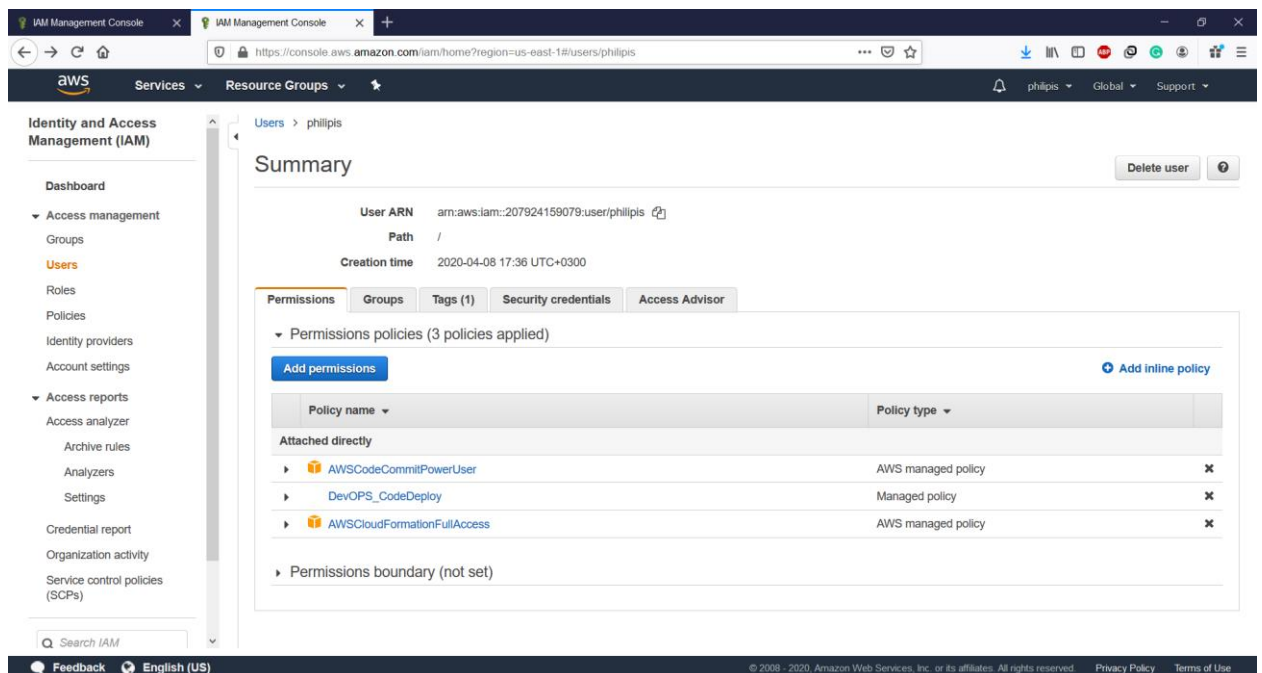 IAM Management Console
IAM Management Console
https://console.aws.amazon.com/iam/home?region=us-east-1#/users/philipis
ABP
aws
Services
Resource Groups
philipis
Global
Support
Identity and Access
Management (IAM)
Dashboard
Access management
Groups
Users
Roles
Policies
Identity providers
Account settings
Access reports
Access analyzer
Archive rules
Analyzers
Settings
Credential report
Organization activity
Service control policies
(SCPs)
Search IAM
Users > philipis
Summary
Delete user
User ARN arn:aws:iam::207924159079:user/philipis
Path /
Creation time 2020-04-08 17:36 UTC+0300
Permissions Groups Tags (1) Security credentials Access Advisor
Permissions policies (3 policies applied)
Add permissions
Add inline policy
Policy name Policy type
Attached directly
AWSCodeCommitPowerUser AWS managed policy
DevOPS_CodeDeploy Managed policy
AWSCloudFormationFullAccess AWS managed policy
Permissions boundary (not set)
Feedback English (US)
© 2008 - 2020, Amazon Web Services, Inc. or its affiliates. All rights reserved. Privacy Policy Terms of Use